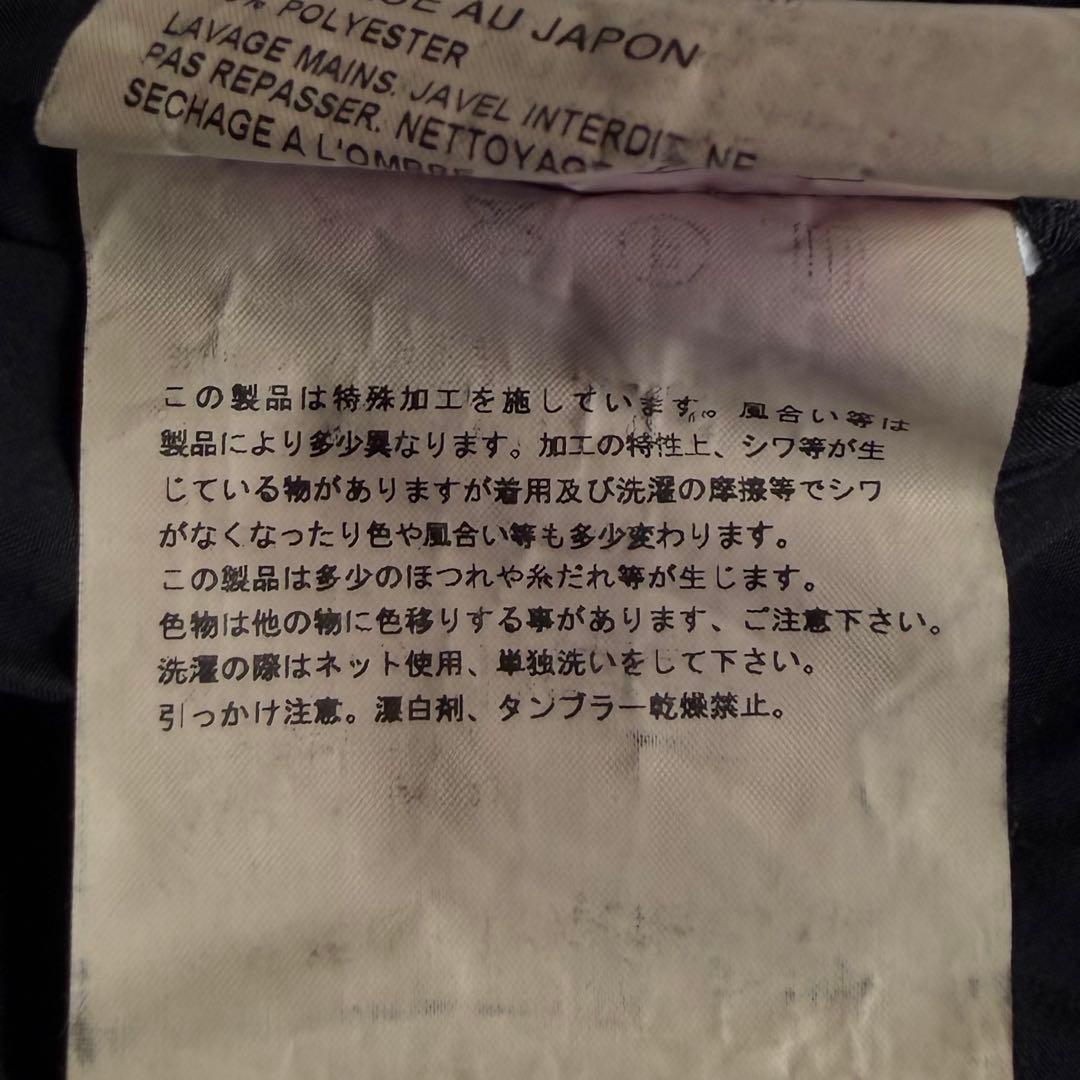 AU JAPON
% POLYESTER
LAVAGE MAINS. JAVEL INTERDIT. NE
PAS REPASSER. NETTOYAGE
SECHAGE A L'OMBRE
この製品は特殊加工を施しています。風合い等は
製品により多少異なります。加工の特性上、シワ等が生
じている物がありますが着用及び洗濯の摩擦等でシワ
がなくなったり色や風合い等も多少変わります。
この製品は多少のほつれや糸だれ等が生じます。
色物は他の物に色移りする事があります、ご注意下さい。
洗濯の際はネット使用、単独洗いをして下さい。
引っかけ注意。漂白剤、タンブラー乾燥禁止。